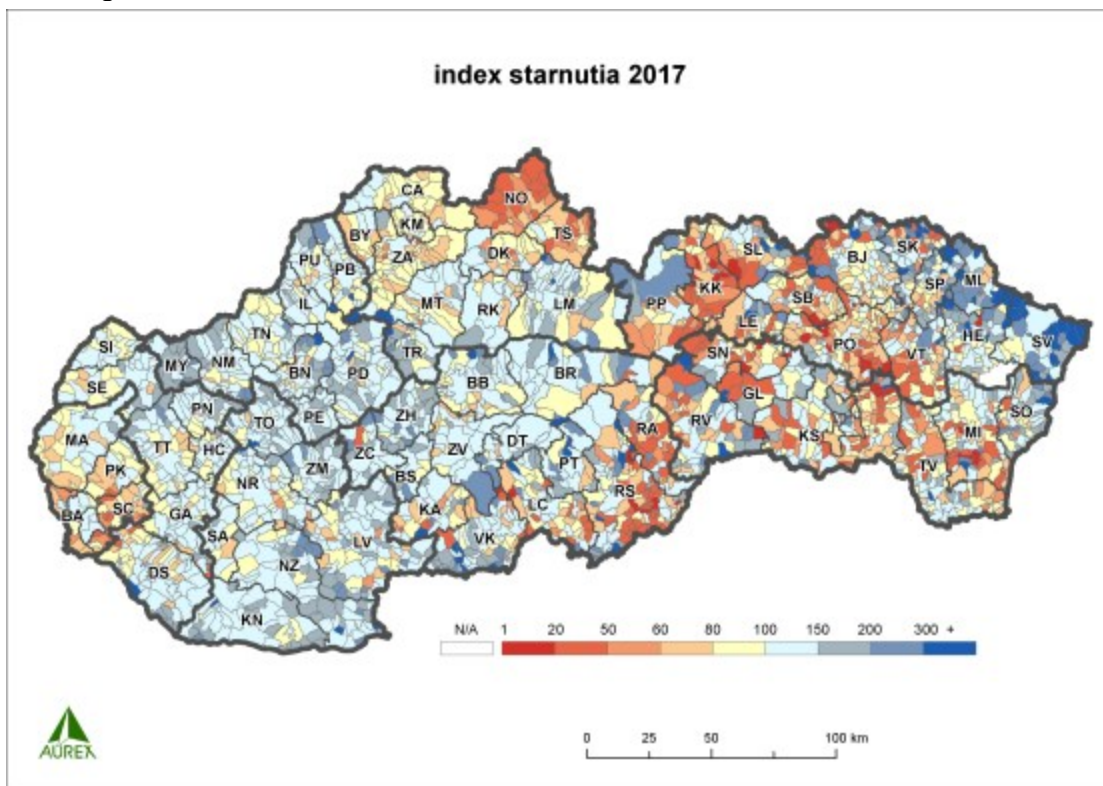 index starnutia 2017
CA
NO
KM
BY
TS
ZA
DK
SL
BJ
SK
PU
PB
SP
ML
KK
SB
PP
IL
MT
RK
LM
LE
HE
SV
TN
PO
VT
SI
TR
SN
MY
NM
BN
PD
BB
BR
GL
SE
PN
PE
ZH
SO
TO
RA
RV
MI
MA
TT
HC
ZC
ZV
DT
KS
PK
ZM
PT
TV
NR
BS
RS
BA
SC
GA
KA
LC
SA
LV
VK
DS
NZ
KN
N/A 1 20 50 60 80 100 150 200 300 +
0 25 50 100 km
AUREX